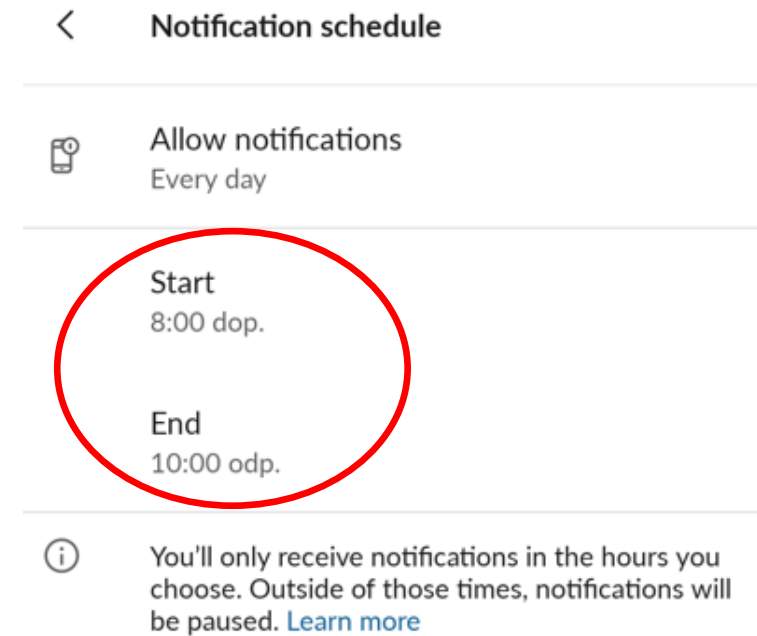 Notification schedule
Allow notifications
Every day
Start
8:00 dop.
End
10:00 odp.
You'll only receive notifications in the hours you
choose. Outside of those times, notifications will
be paused. Learn more